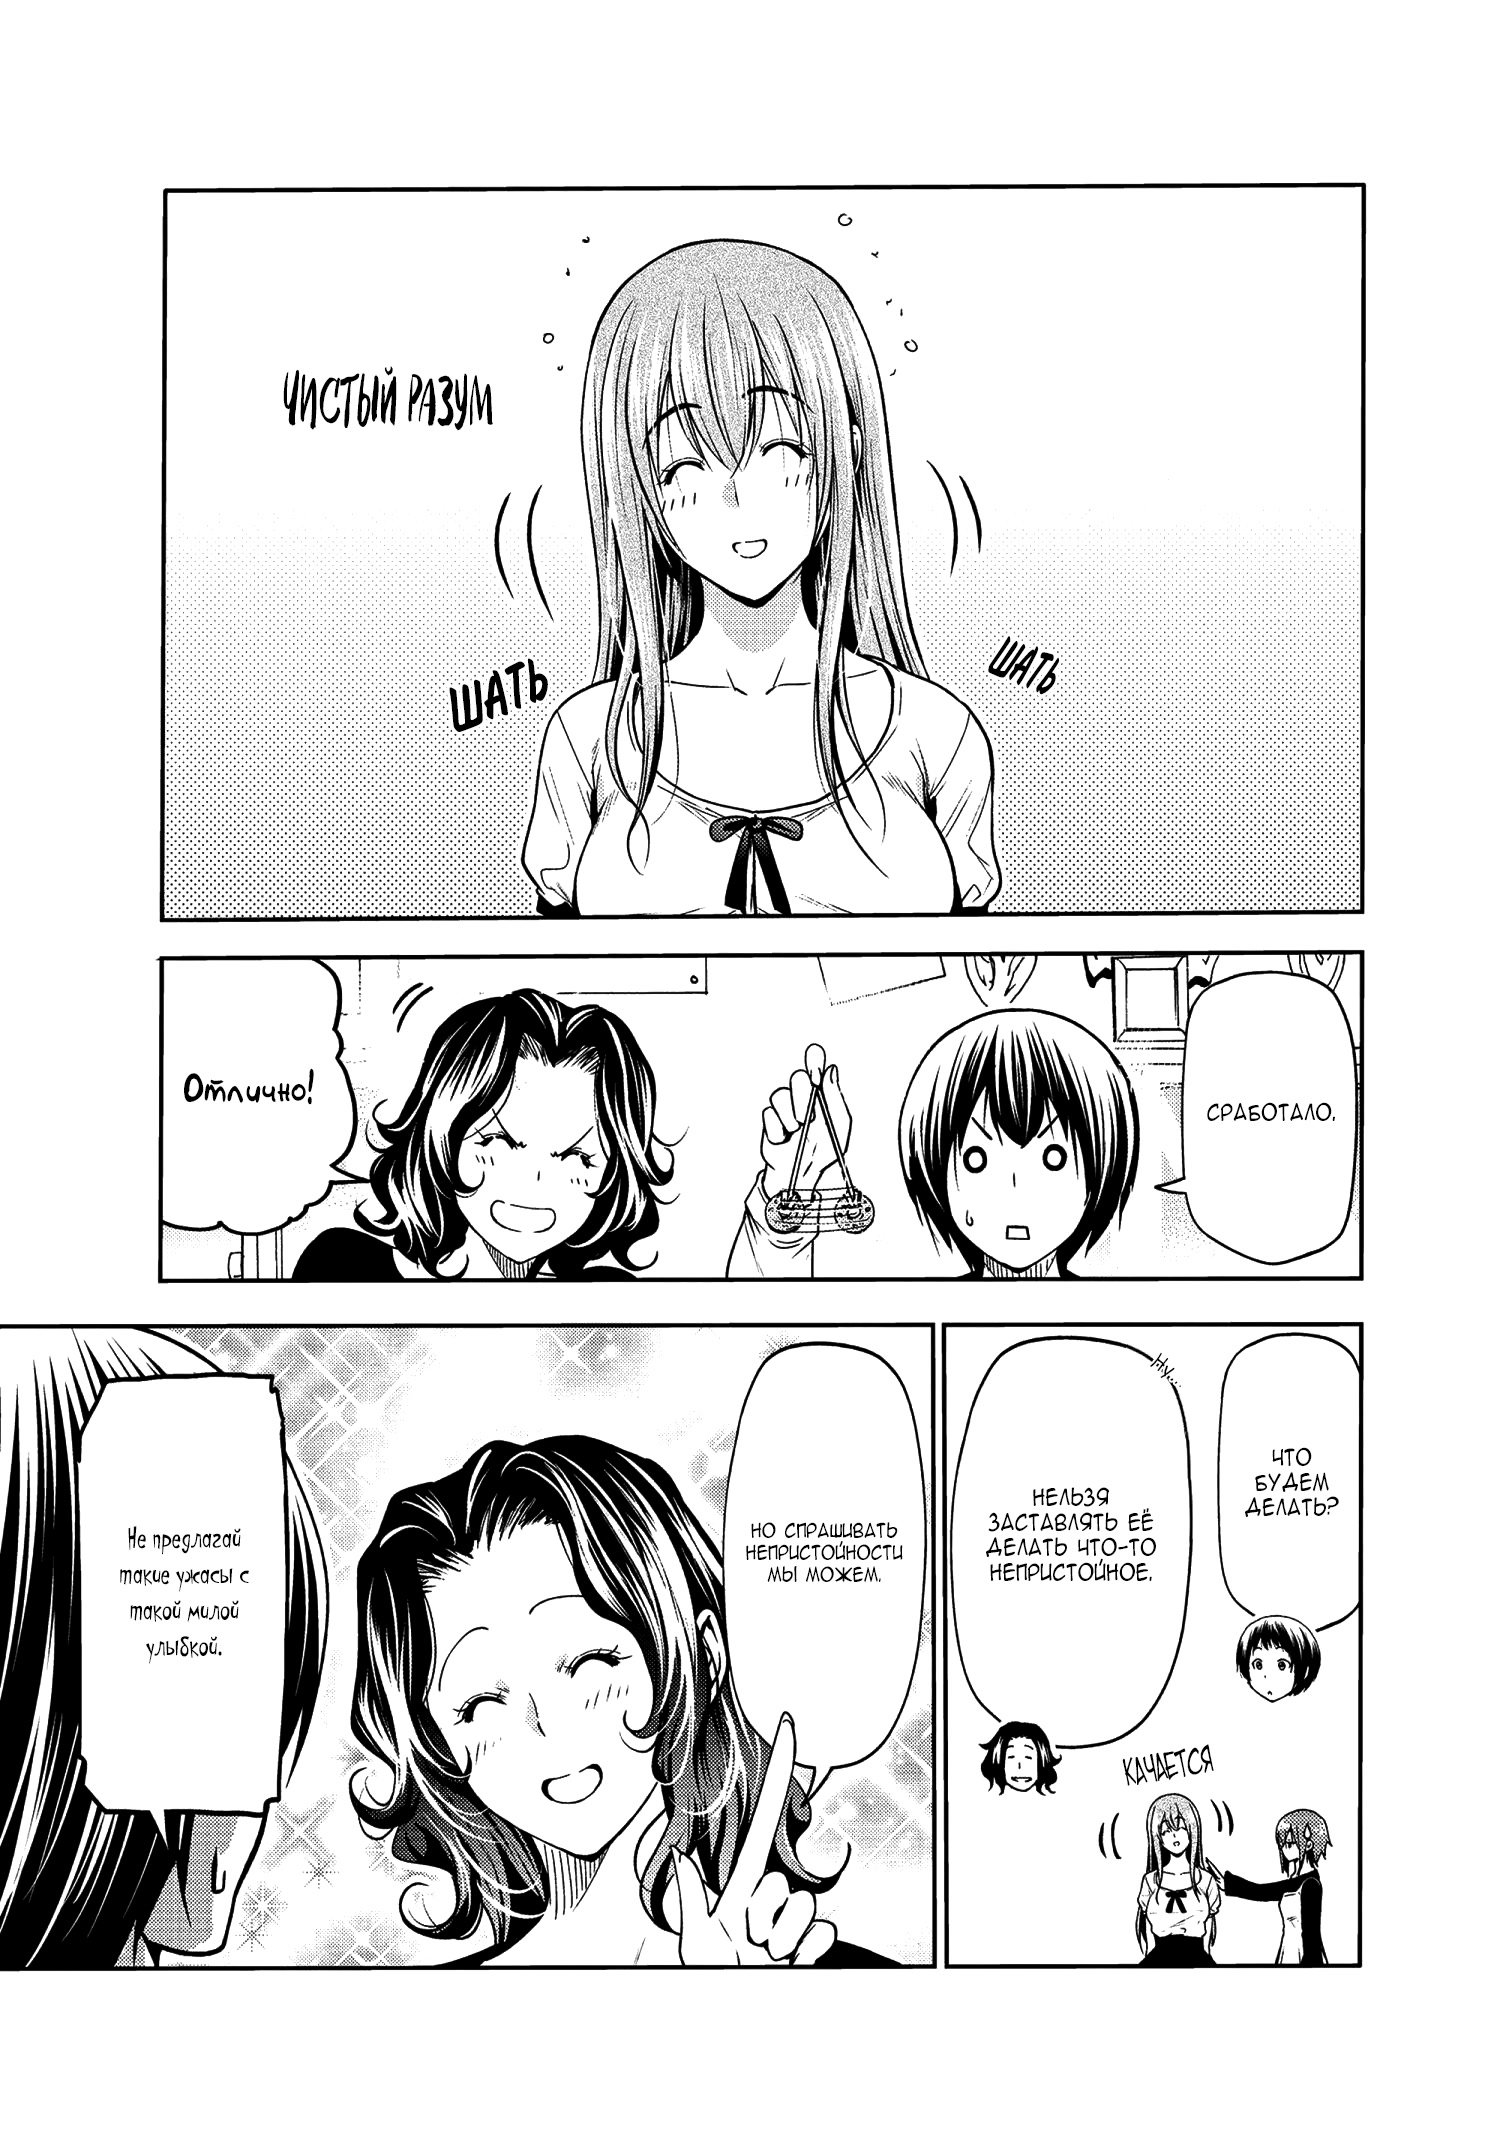 ЧИСТЫЙ РАЗУМ
ШАТЬ
ШАТЬ
СРАБОТАЛО.
Отлично!
ЧТО
БУДЕМ
ДЕЛАТЬ?
Ну...
НЕЛЬЗЯ
ЗАСТАВЛЯТЬ ЕЁ
ДЕЛАТЬ ЧТО-ТО
НЕПРИСТОЙНОЕ.
КАЧАЕТСЯ
НО СПРАШИВАТЬ
НЕПРИСТОЙНОСТИ
МЫ МОЖЕМ.
Не предлагай
такие ужасы с
такой милой
улыбкой.